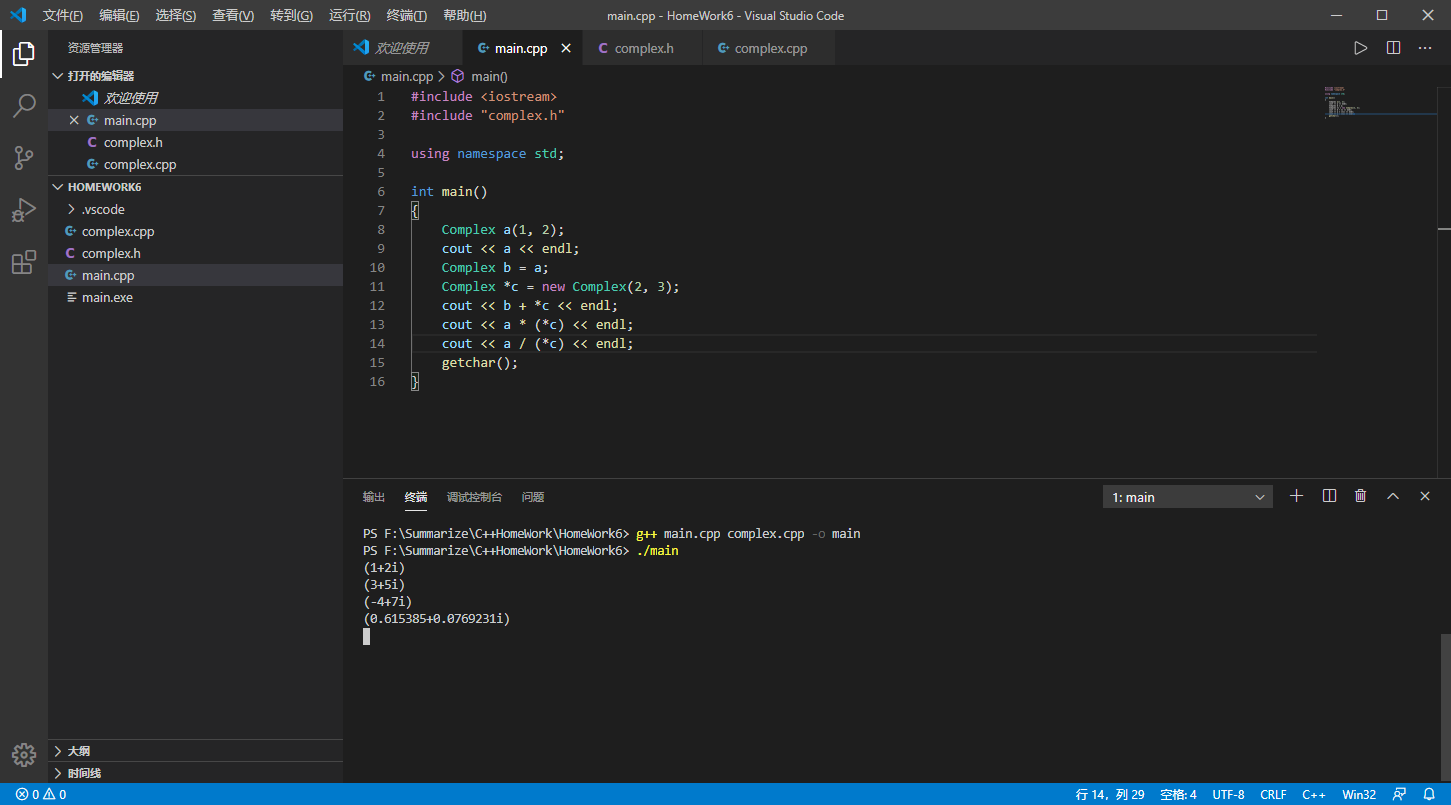 文件(F) 编辑(E) 选择(S) 查看(V) 转到(G) 运行(R) 终端(T) 帮助(H) main.cpp - HomeWork6 - Visual Studio Code
资源管理器
打开的编辑器
欢迎使用
main.cpp
complex.h
complex.cpp
HOMEWORK6
.vscode
complex.cpp
complex.h
main.cpp
main.exe
大纲
时间线
欢迎使用 main.cpp complex.h complex.cpp
main.cpp main()
1 #include <iostream>
2 #include "complex.h"
3
4 using namespace std;
5
6 int main()
7 {
8 Complex a(1, 2);
9 cout << a << endl;
10 Complex b = a;
11 Complex *c = new Complex(2, 3);
12 cout << b + *c << endl;
13 cout << a * (*c) << endl;
14 cout << a / (*c) << endl;
15 getchar();
16 }
输出 终端 调试控制台 问题 1: main
PS F:\Summarize\C++HomeWork\HomeWork6> g++ main.cpp complex.cpp -o main
PS F:\Summarize\C++HomeWork\HomeWork6> ./main
(1+2i)
(3+5i)
(-4+7i)
(0.615385+0.0769231i)
0 0 行 14，列 29 空格: 4 UTF-8 CRLF C++ Win32